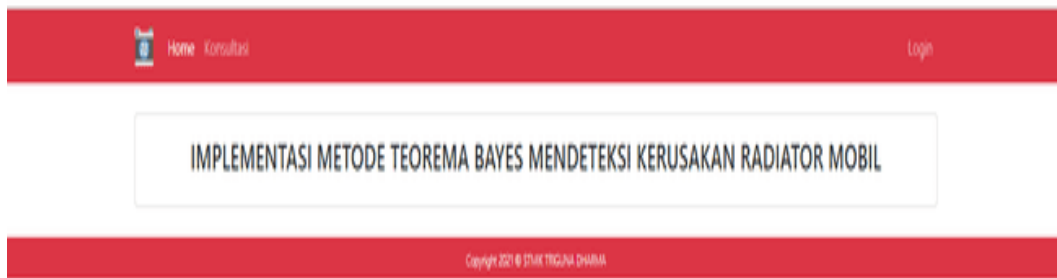 Home Konsultasi Login
IMPLEMENTASI METODE TEOREMA BAYES MENDETEKSI KERUSAKAN RADIATOR MOBIL
Copyright 2021 © STMIK TRIGUNA DHARMA